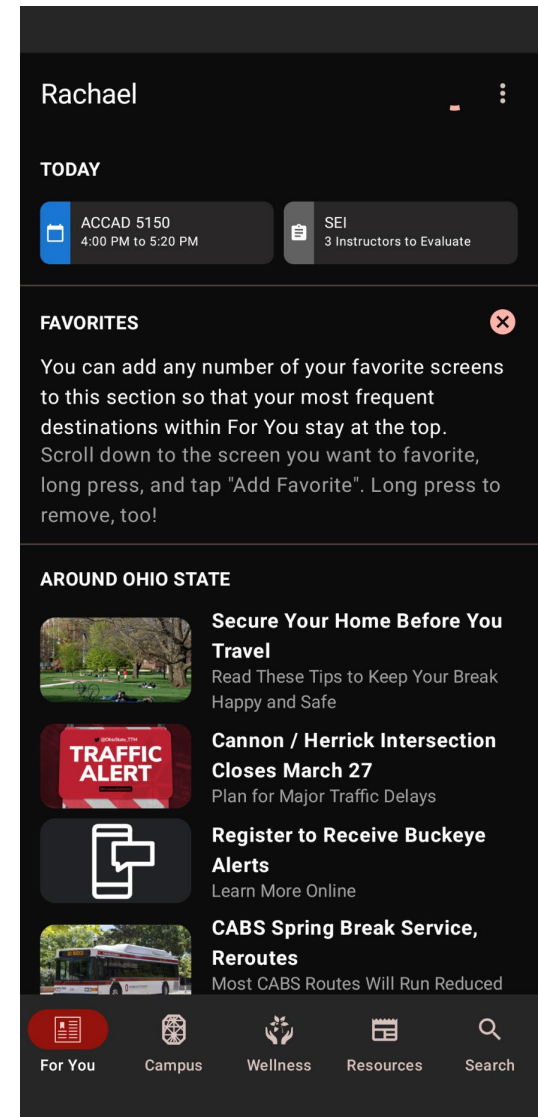 Rachael
TODAY
ACCAD 5150
4:00 PM to 5:20 PM
SEI
3 Instructors to Evaluate
FAVORITES
You can add any number of your favorite screens
to this section so that your most frequent
destinations within For You stay at the top.
Scroll down to the screen you want to favorite,
long press, and tap "Add Favorite". Long press to
remove, too!
AROUND OHIO STATE
Secure Your Home Before You
Travel
Read These Tips to Keep Your Break
Happy and Safe
@OhioState_TTM
TRAFFIC
ALERT
Cannon / Herrick Intersection
Closes March 27
Plan for Major Traffic Delays
Register to Receive Buckeye
Alerts
Learn More Online
CABS Spring Break Service,
Reroutes
Most CABS Routes Will Run Reduced
For You
Campus
Wellness
Resources
Search